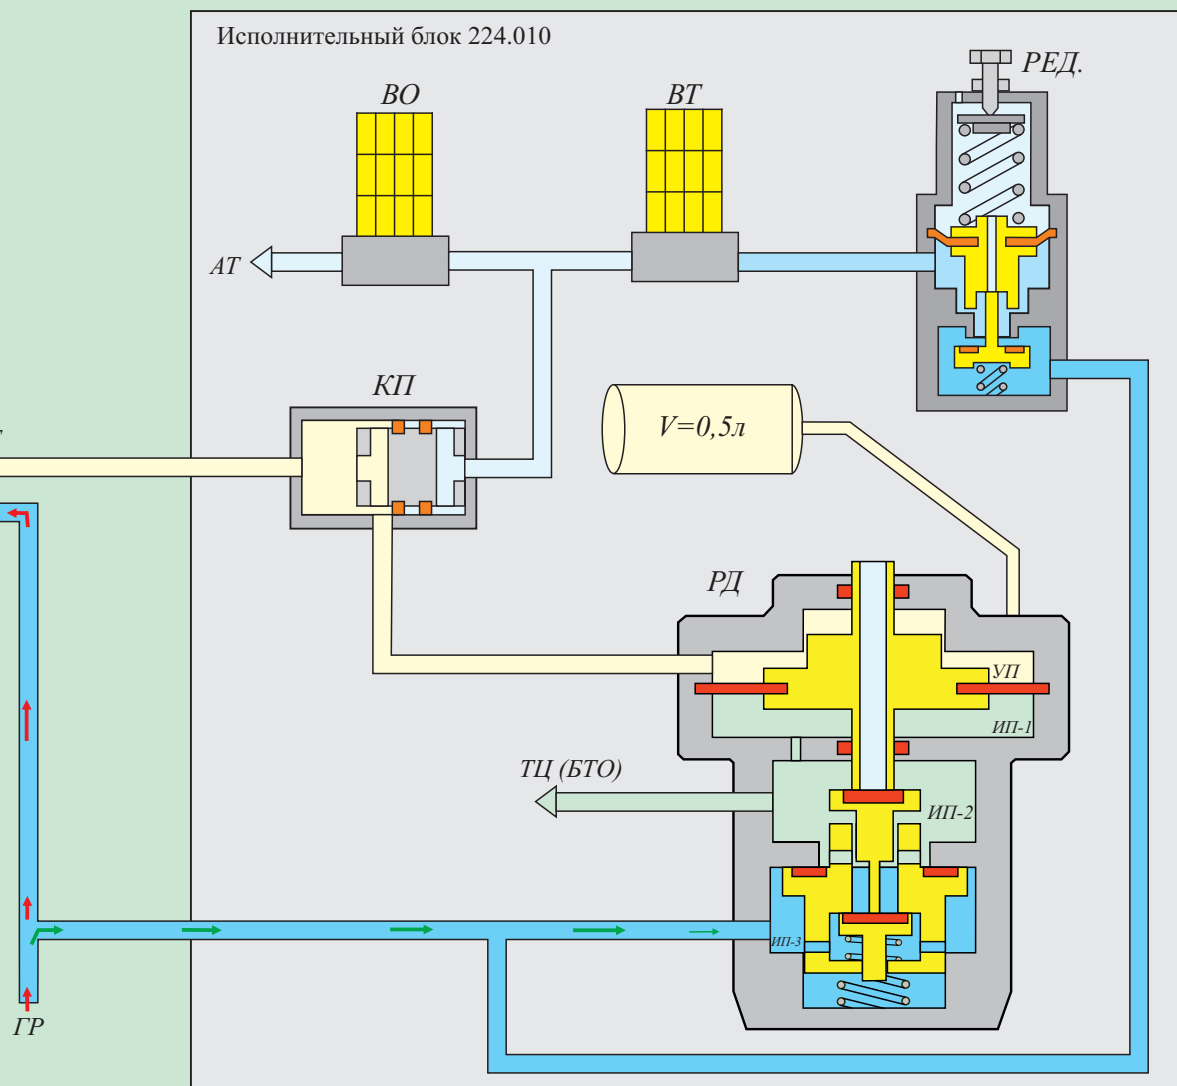 Исполнительный блок 224.010
РЕД.
ВО
ВТ
АТ
КП
V=0,5л
РД
УП
ИП-1
ТЦ (БТО)
ИП-2
ИП-3
ГР